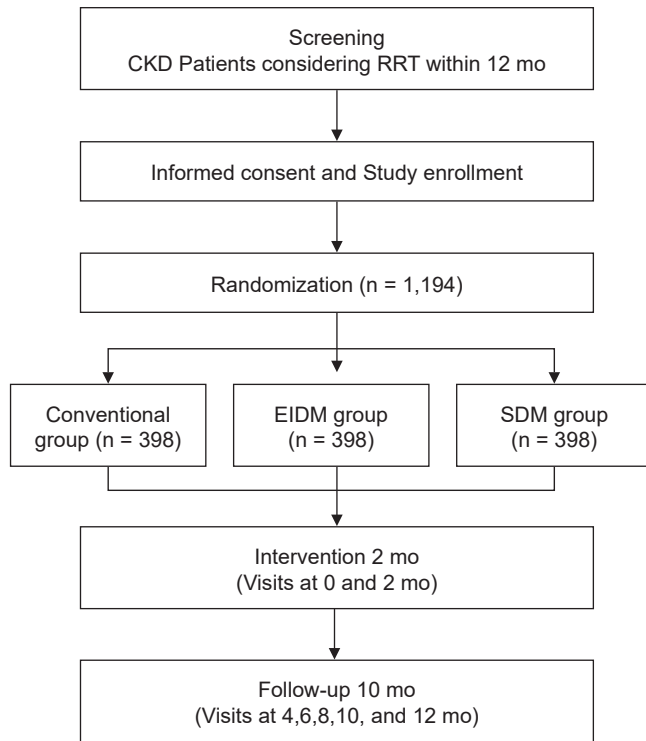 Screening
CKD Patients considering RRT within 12 mo
Informed consent and Study enrollment
Randomization (n = 1,194)
Conventional
group (n = 398)
EIDM group
(n = 398)
SDM group
(n = 398)
Intervention 2 mo
(Visits at 0 and 2 mo)
Follow-up 10 mo
(Visits at 4,6,8,10, and 12 mo)